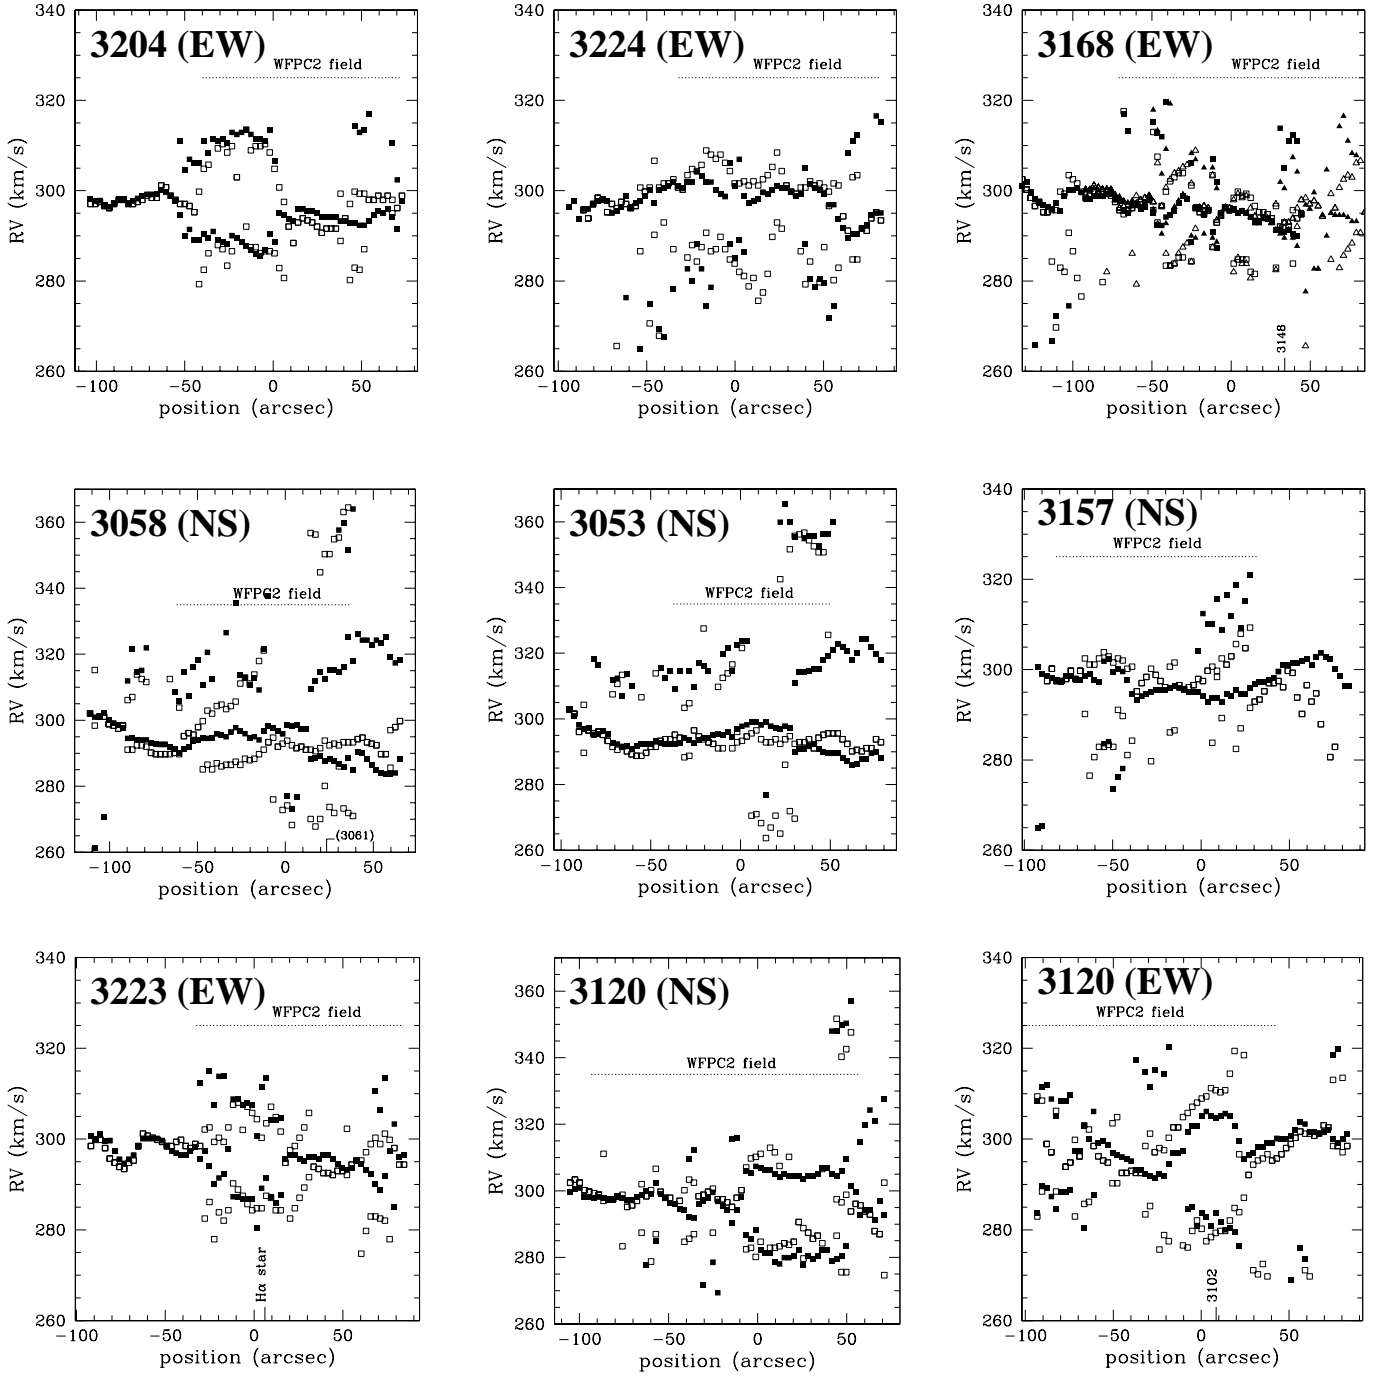 340
320
300
280
260
RV (km/s)
3204 (EW)
WFPC2 field
−100
−50
0
50
position (arcsec)
340
320
300
280
260
RV (km/s)
3224 (EW)
WFPC2 field
−100
−50
0
50
position (arcsec)
340
320
300
280
260
RV (km/s)
3168 (EW)
WFPC2 field
3148
−100
−50
0
50
position (arcsec)
360
340
320
300
280
260
RV (km/s)
3058 (NS)
WFPC2 field
(3061)
−100
−50
0
50
position (arcsec)
360
340
320
300
280
260
RV (km/s)
3053 (NS)
WFPC2 field
−100
−50
0
50
position (arcsec)
340
320
300
280
260
RV (km/s)
3157 (NS)
WFPC2 field
−100
−50
0
50
position (arcsec)
340
320
300
280
260
RV (km/s)
3223 (EW)
WFPC2 field
Hα star
−100
−50
0
50
position (arcsec)
360
340
320
300
280
260
RV (km/s)
3120 (NS)
WFPC2 field
−100
−50
0
50
position (arcsec)
340
320
300
280
260
RV (km/s)
3120 (EW)
WFPC2 field
3102
−100
−50
0
50
position (arcsec)